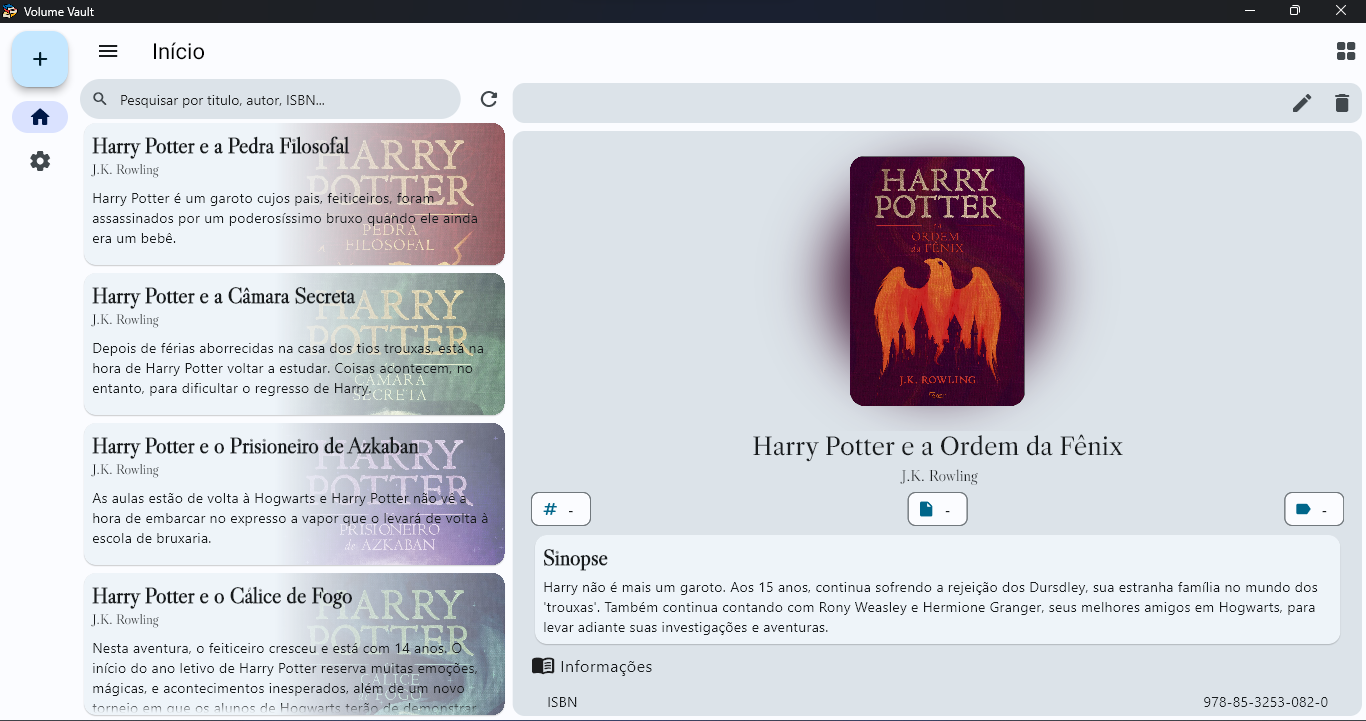 Volume Vault
Início
Pesquisar por titulo, autor, ISBN...
Harry Potter e a Pedra Filosofal
J.K. Rowling
Harry Potter é um garoto cujos pais, feiticeiros, foram
assassinados por um poderosíssimo bruxo quando ele ainda
era um bebê.
HARRY
POTTER
PEDRA
FILOSOFAL
Harry Potter e a Câmara Secreta
J.K. Rowling
Depois de férias aborrecidas na casa dos tios trouxas, está na
hora de Harry Potter voltar a estudar. Coisas acontecem, no
entanto, para dificultar o regresso de Harry.
HARRY
POTTER
CÂMARA
SECRETA
Harry Potter e o Prisioneiro de Azkaban
J.K. Rowling
As aulas estão de volta à Hogwarts e Harry Potter não vê a
hora de embarcar no expresso a vapor que o levará de volta à
escola de bruxaria.
HARRY
POTTER
PRISIONEIRO
de AZKABAN
Harry Potter e o Cálice de Fogo
J.K. Rowling
Nesta aventura, o feiticeiro cresceu e está com 14 anos. O
início do ano letivo de Harry Potter reserva muitas emoções,
mágicas, e acontecimentos inesperados, além de um novo
torneio em que os alunos de Hogwarts terão de demonstrar
HARRY
POTTER
CÁLICE
de FOGO
HARRY
POTTER
ORDEM
da FÊNIX
J.K. ROWLING
Harry Potter e a Ordem da Fênix
J.K. Rowling
# -
-
-
Sinopse
Harry não é mais um garoto. Aos 15 anos, continua sofrendo a rejeição dos Dursdley, sua estranha família no mundo dos
'trouxas'. Também continua contando com Rony Weasley e Hermione Granger, seus melhores amigos em Hogwarts, para
levar adiante suas investigações e aventuras.
Informações
ISBN 978-85-3253-082-0